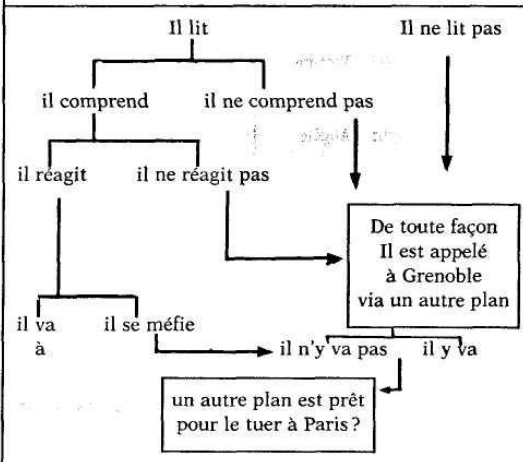 Il lit
Il ne lit pas
il comprend
il ne comprend pas
il réagit
il ne réagit pas
De toute façon
Il est appelé
à Grenoble
via un autre plan
il va
à
il se méfie
il n'y va pas
il y va
un autre plan est prêt
pour le tuer à Paris ?